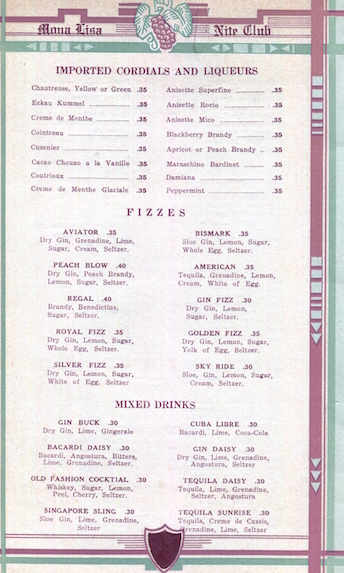 Mona Lisa Nite Club
IMPORTED CORDIALS AND LIQUEURS
Chautreuse, Yellow or Green .35
Eckau Kummel .35
Creme de Menthe .35
Cointreau .35
Cusenier .35
Cacao Chouao a la Vanille .35
Coutrioux .35
Creme de Menthe Glaciale .35
Anisette Superfine .35
Anisette Rocio .35
Anisette Mico .35
Blackberry Brandy .35
Apricot or Peach Brandy .35
Maraschino Bardinet .35
Damiana .35
Peppermint .35
FIZZES
AVIATOR .35
Dry Gin, Grenadine, Lime,
Sugar, Cream, Seltzer.
PEACH BLOW .40
Dry Gin, Peach Brandy,
Lemon, Sugar, Seltzer.
REGAL .40
Brandy, Benedictine,
Sugar, Seltzer.
ROYAL FIZZ .35
Dry Gin, Lemon, Sugar,
Whole Egg, Seltzer.
SILVER FIZZ .35
Dry Gin, Lemon, Sugar,
White of Egg, Seltzer
BISMARK .35
Sloe Gin, Lemon, Sugar,
Whole Egg, Seltzer.
AMERICAN .35
Tequila, Grenadine, Lemon,
Cream, White of Egg.
GIN FIZZ .30
Dry Gin, Lemon,
Sugar, Seltzer.
GOLDEN FIZZ .35
Dry Gin, Lemon, Sugar,
Yolk of Egg, Seltzer.
SKY RIDE .30
Sloe, Gin, Lemon, Sugar,
Cream, Seltzer.
MIXED DRINKS
GIN BUCK .30
Dry Gin, Lime, Gingerale
BACARDI DAISY .30
Bacardi, Angostura, Bitters,
Lime, Grenadine, Seltzer.
OLD FASHION COCKTIAL .30
Whiskey, Sugar, Lemon,
Peel, Cherry, Seltzer.
SINGAPORE SLING .30
Sloe Gin, Lime, Grenadine,
Seltzer
CUBA LIBRE .30
Bacardi, Lime, Coca-Cola
GIN DAISY .30
Dry Gin, Lime, Grenadine,
Angostura, Seltzer
TEQUILA DAISY .30
Tequila, Lime, Grenadine,
Seltzer, Angostura
TEQUILA SUNRISE .30
Tequila, Creme de Cassis,
Grenadine, Lime, Seltzer